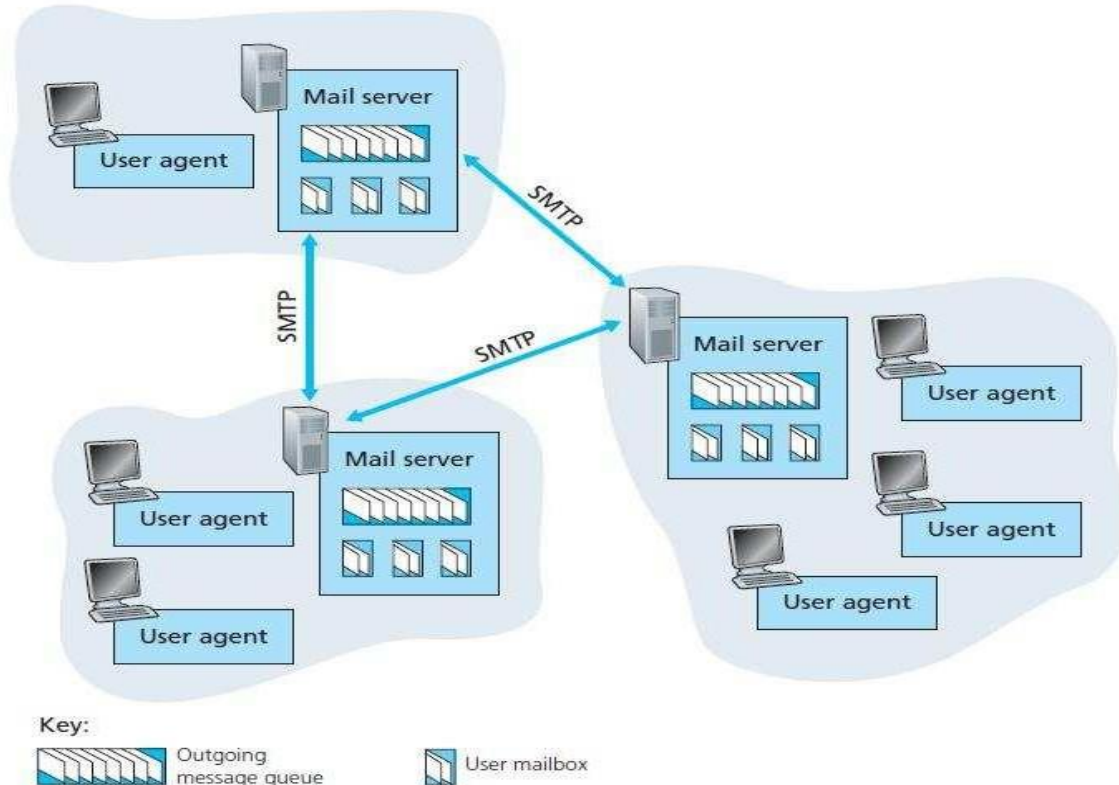 Mail server
User agent
SMTP
SMTP
SMTP
Mail server
User agent
User agent
User agent
Mail server
User agent
User agent
Key:
Outgoing
message queue
User mailbox